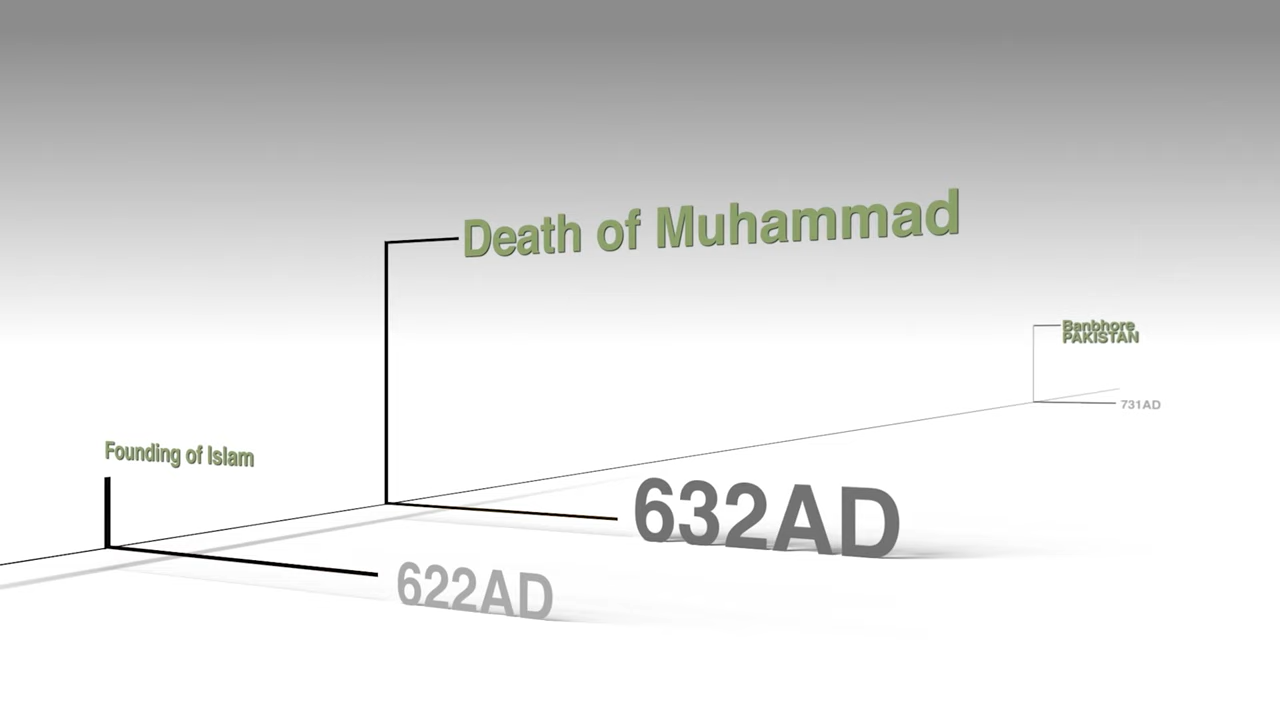 Death of Muhammad
Banbhore
PAKISTAN
731AD
Founding of Islam
632AD
622AD